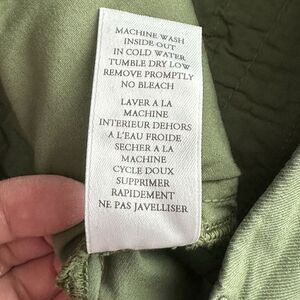 MACHINE WASH
INSIDE OUT
IN COLD WATER
TUMBLE DRY LOW
REMOVE PROMPTLY
NO BLEACH
LAVER A LA
MACHINE
INTERIEUR DEHORS
A L'EAU FROIDE
SECHER A LA
MACHINE
CYCLE DOUX
SUPPRIMER
RAPIDEMENT
NE PAS JAVELLISER